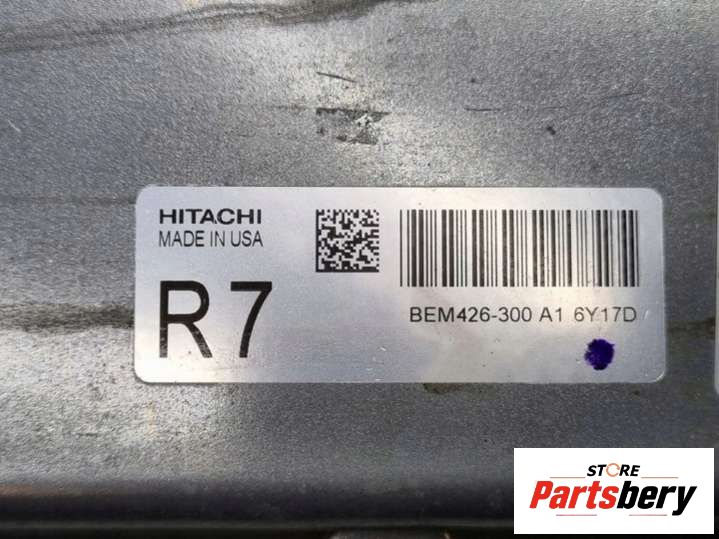 HITACHI
MADE IN USA
R7
BEM426-300 A1 6Y17D
STORE
Partsbery